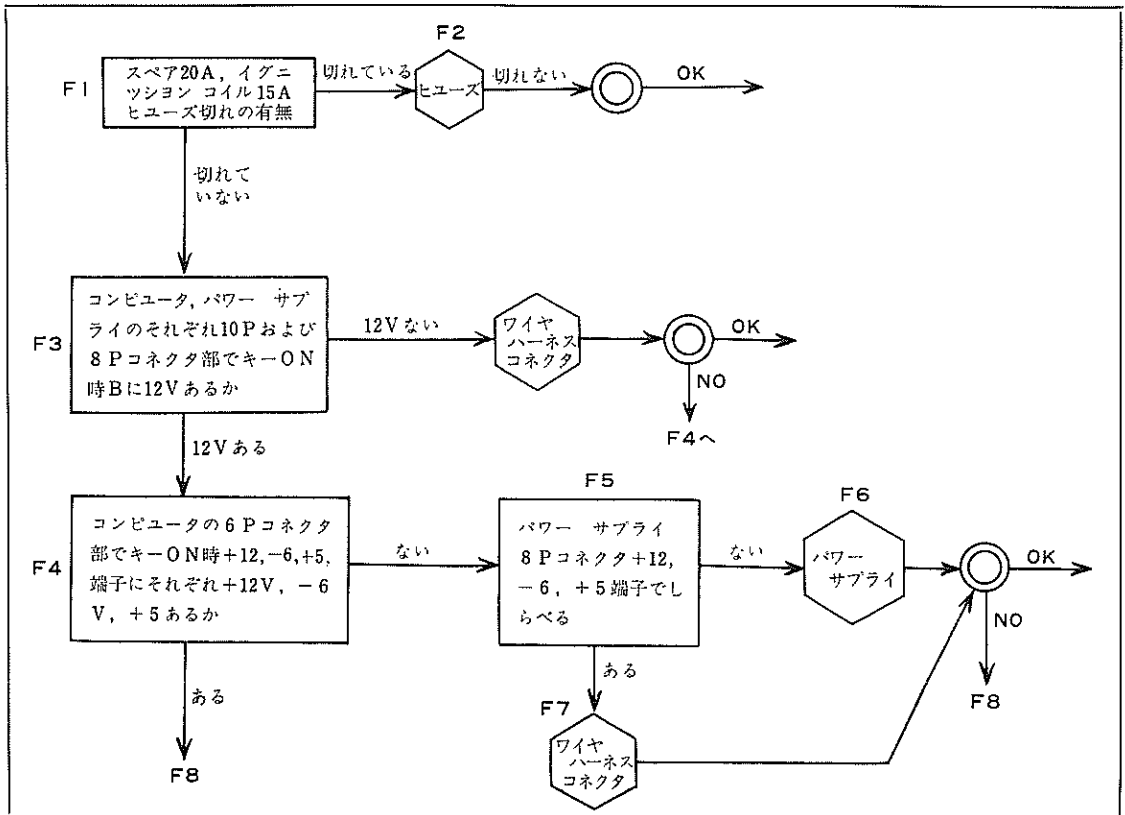 F2
F1
スペア20A，イグニ
ッション コイル15A
ヒューズ切れの有無
切れている
ヒューズ
切れない
OK
切れて
いない
F3
コンピュータ，パワー サプ
ライのそれぞれ10Pおよび
8Pコネクタ部でキーON
時Bに12Vあるか
12Vない
ワイヤ
ハーネス
コネクタ
OK
NO
F4へ
12Vある
F4
コンピュータの6Pコネクタ
部でキーON時+12,-6,+5,
端子にそれぞれ+12V，-6
V，+5あるか
ない
F5
パワー サプライ
8Pコネクタ+12,
-6，+5端子でし
らべる
ない
F6
パワー
サプライ
OK
NO
F8
ある
F8
ある
F7
ワイヤ
ハーネス
コネクタ